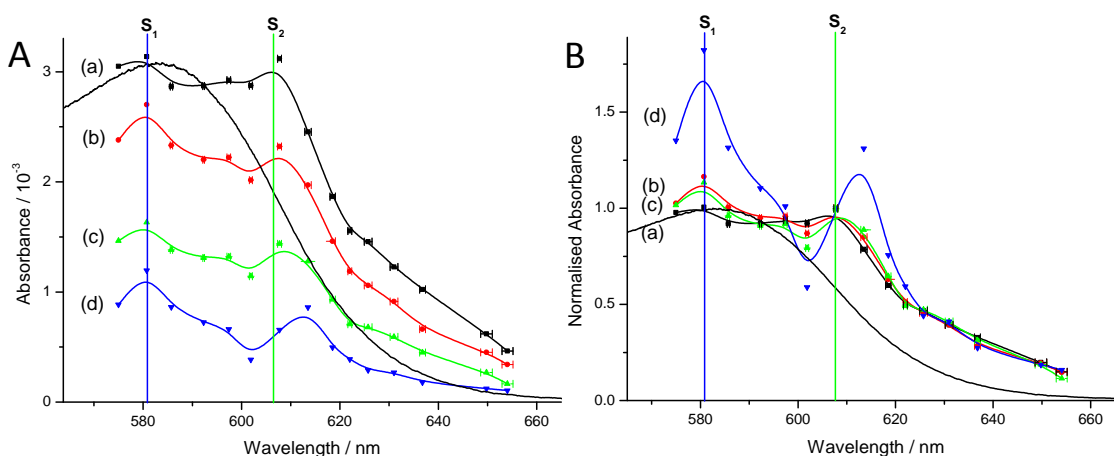 A
S₁
S₂
(a)
(b)
(c)
(d)
Absorbance / 10⁻³
3
2
1
0
580
600
620
640
660
Wavelength / nm
B
S₁
S₂
(d)
(b)
(c)
(a)
Normalised Absorbance
1.5
1.0
0.5
0.0
580
600
620
640
660
Wavelength / nm